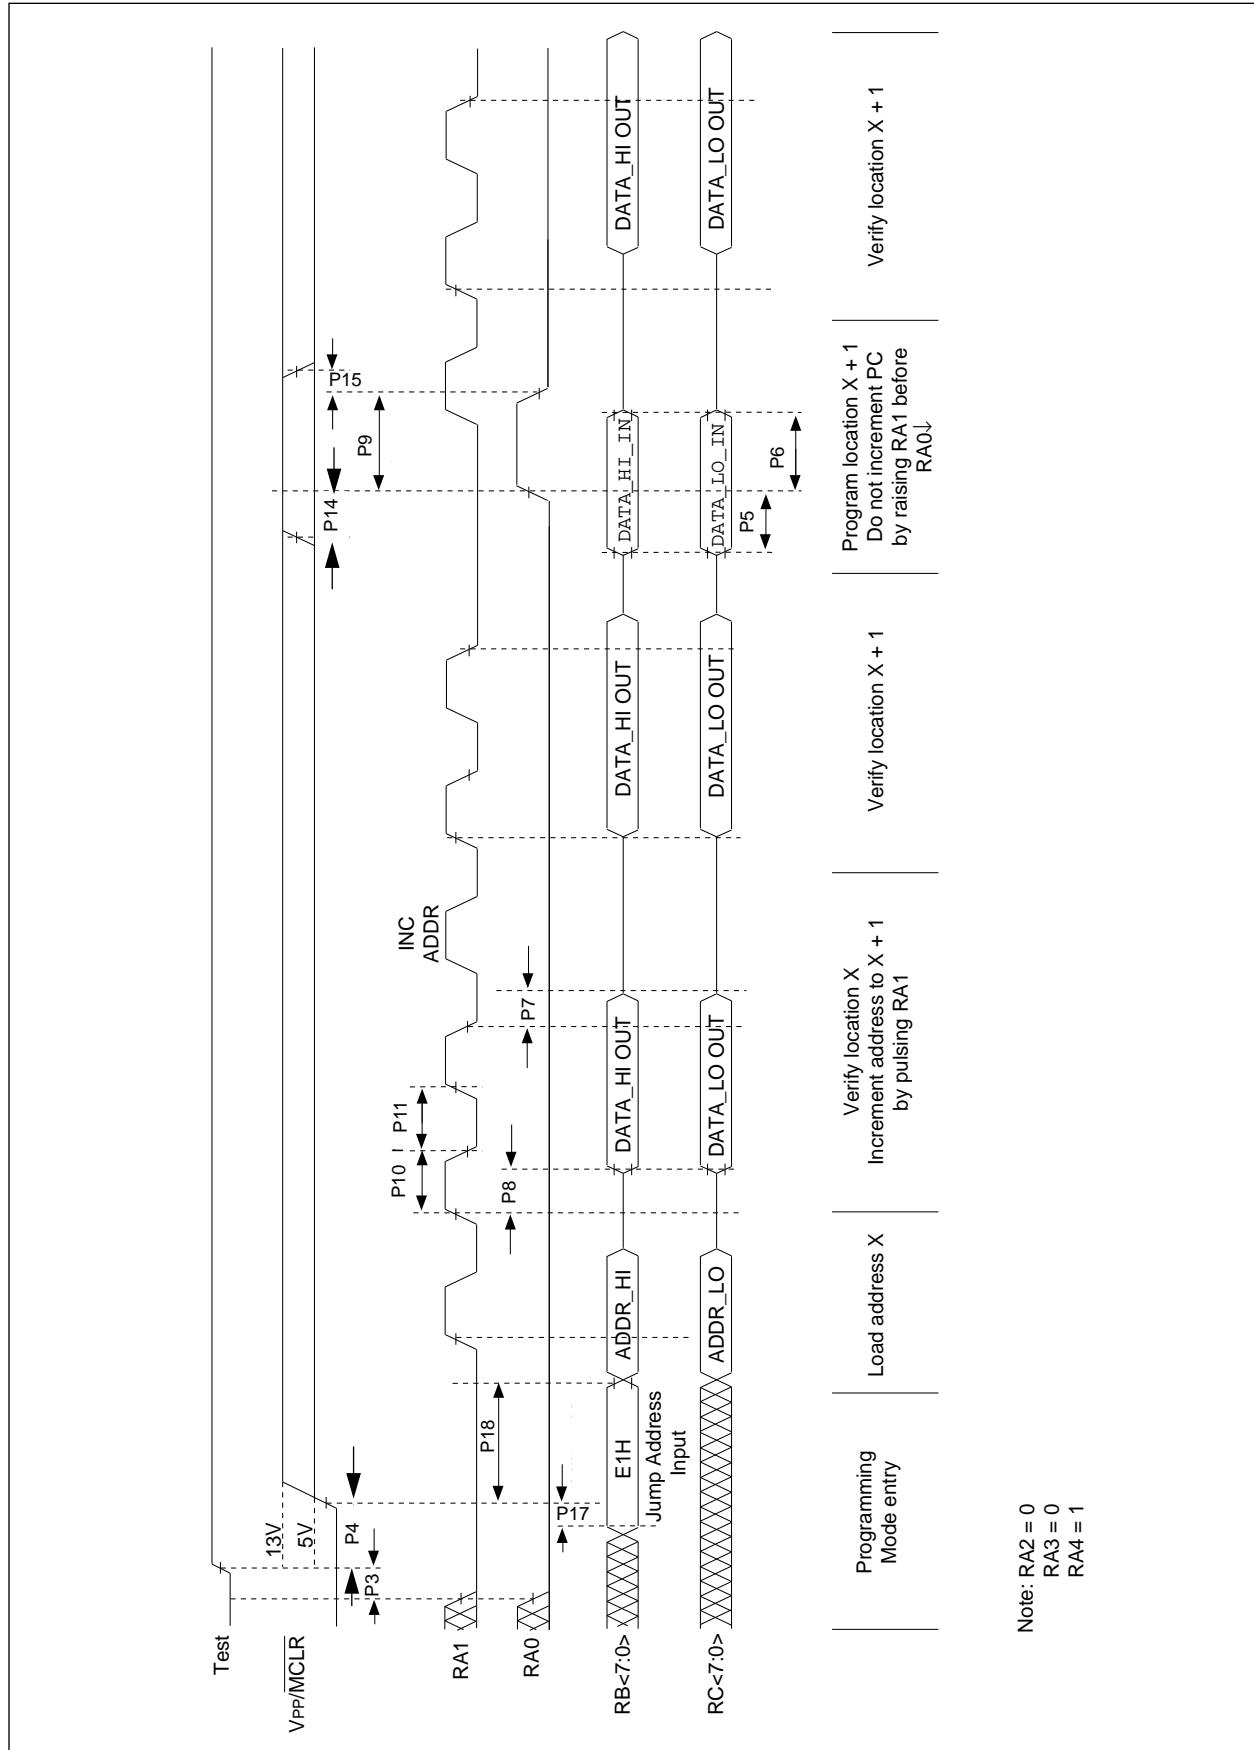 Test
VPP/MCLR
13V
5V
P3
P4
P14
P15
P9
RA1
P10
P11
INC
ADDR
RA0
P18
P17
P8
P7
RB<7:0>
E1H
ADDR_HI
DATA_HI OUT
DATA_HI OUT
DATA_HI_IN
DATA_HI OUT
Jump Address
Input
RC<7:0>
ADDR_LO
DATA_LO OUT
DATA_LO OUT
DATA_LO_IN
DATA_LO OUT
P5
P6
Programming
Mode entry
Load address X
Verify location X
Increment address to X + 1
by pulsing RA1
Verify location X + 1
Program location X + 1
Do not increment PC
by raising RA1 before
RA0↓
Verify location X + 1
Note: RA2 = 0
RA3 = 0
RA4 = 1